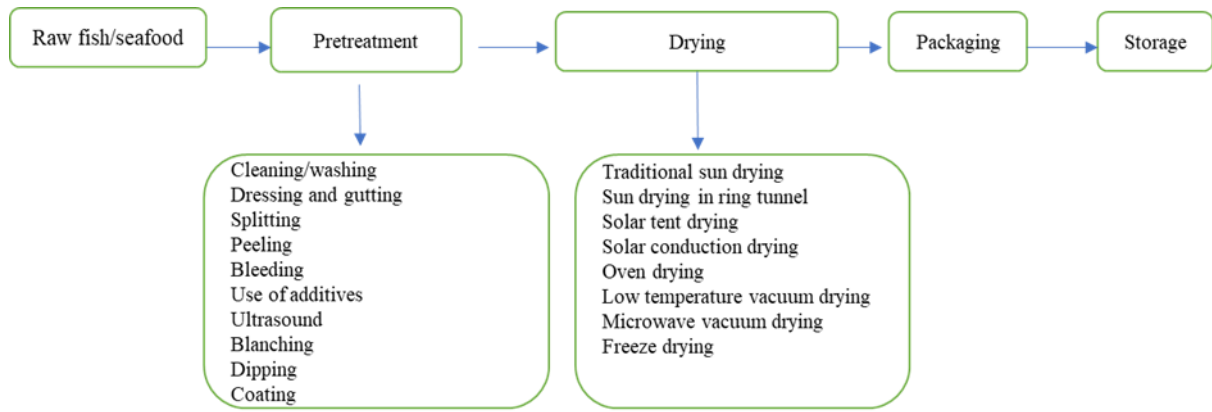 Raw fish/seafood
Pretreatment
Drying
Packaging
Storage
Cleaning/washing
Dressing and gutting
Splitting
Peeling
Bleeding
Use of additives
Ultrasound
Blanching
Dipping
Coating
Traditional sun drying
Sun drying in ring tunnel
Solar tent drying
Solar conduction drying
Oven drying
Low temperature vacuum drying
Microwave vacuum drying
Freeze drying